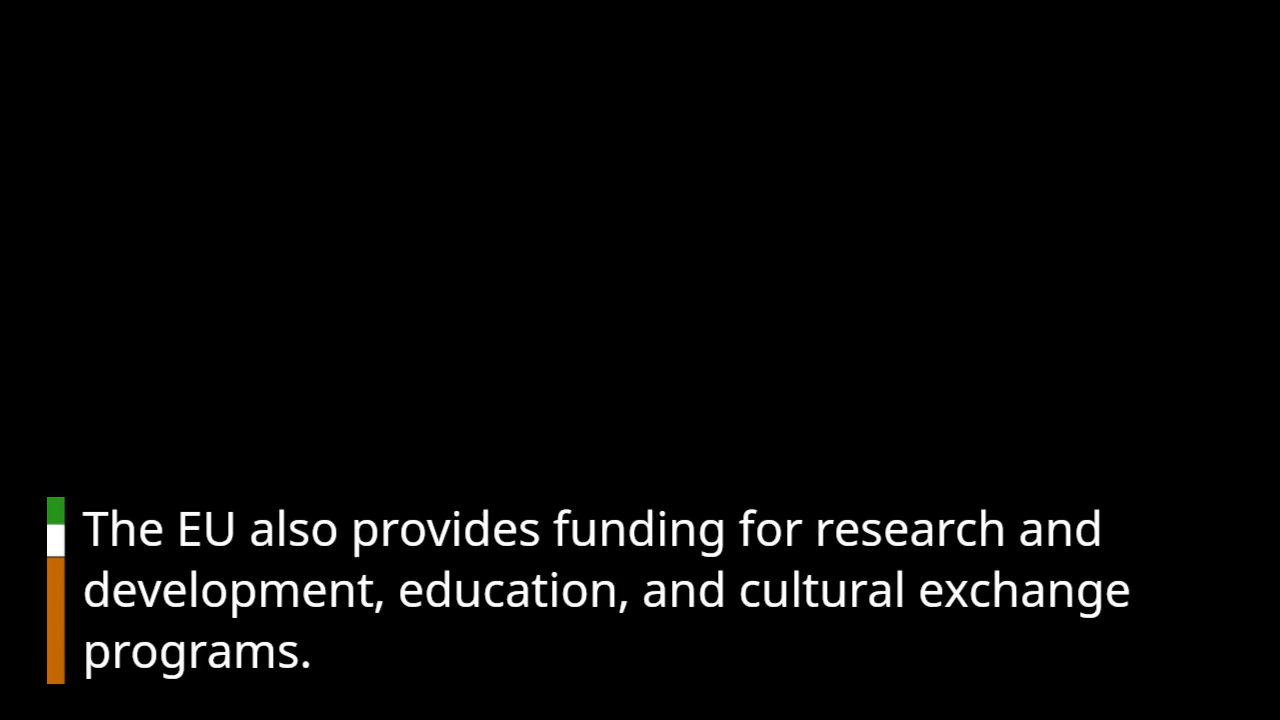 The EU also provides funding for research and
development, education, and cultural exchange
programs.